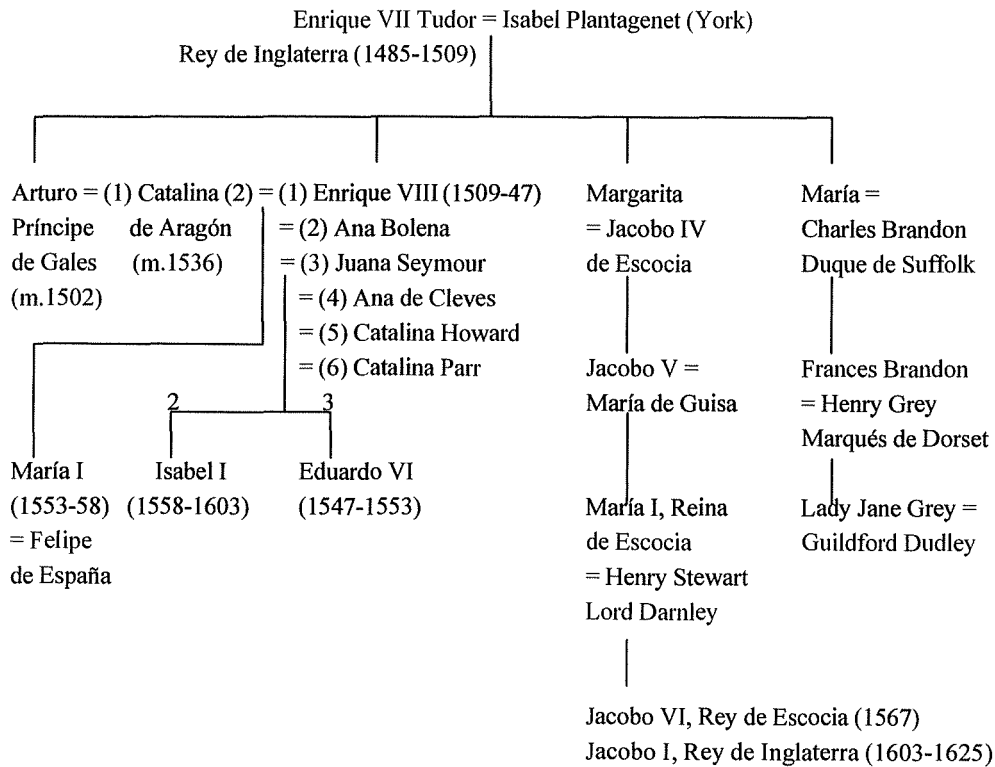 Enrique VII Tudor = Isabel Plantagenet (York)
Rey de Inglaterra (1485-1509)
Arturo = (1) Catalina (2) = (1) Enrique VIII (1509-47)
Príncipe de Aragón = (2) Ana Bolena
de Gales (m.1536) = (3) Juana Seymour
(m.1502) = (4) Ana de Cleves
= (5) Catalina Howard
= (6) Catalina Parr
Margarita
= Jacobo IV
de Escocia
María =
Charles Brandon
Duque de Suffolk
Jacobo V =
María de Guisa
Frances Brandon
= Henry Grey
Marqués de Dorset
2 3
María I
(1553-58)
= Felipe
de España
Isabel I
(1558-1603)
Eduardo VI
(1547-1553)
María I, Reina
de Escocia
= Henry Stewart
Lord Darnley
Lady Jane Grey =
Guildford Dudley
Jacobo VI, Rey de Escocia (1567)
Jacobo I, Rey de Inglaterra (1603-1625)